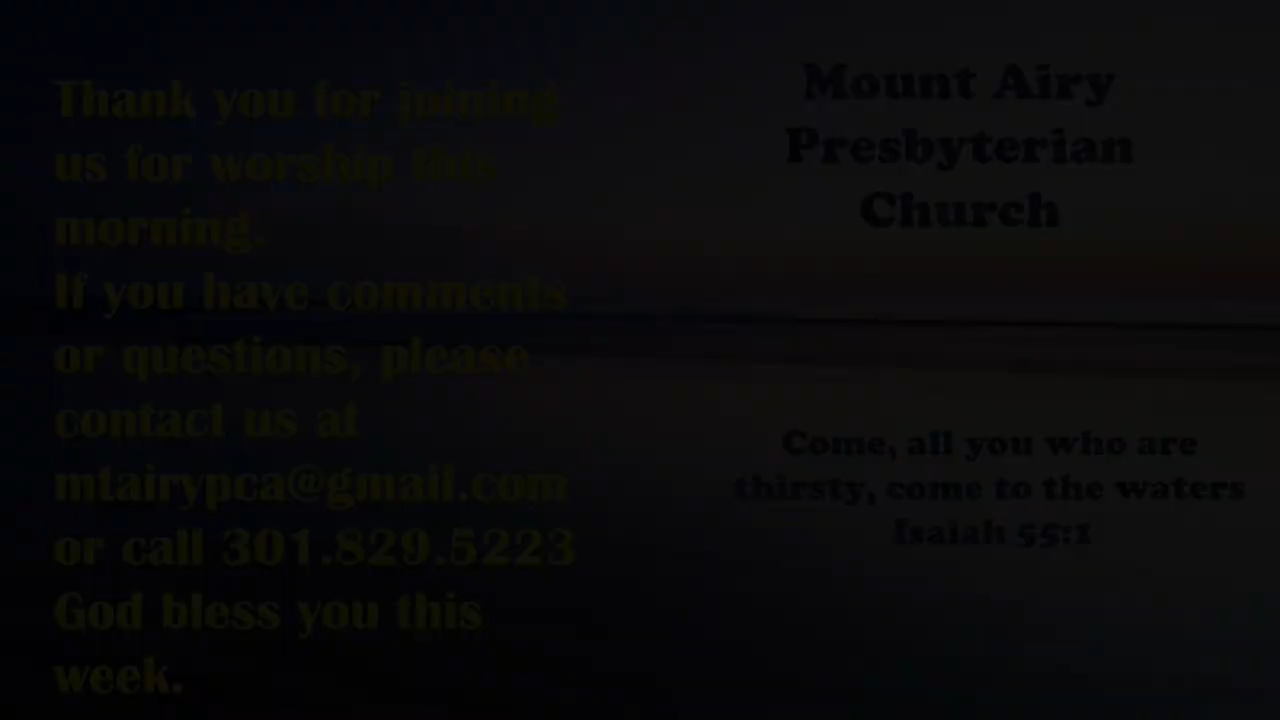 Thank you for joining
us for worship this
morning.
If you have comments
or questions, please
contact us at
mtairypca@gmail.com
or call 301.829.5223
God bless you this
week.
Mount Airy
Presbyterian
Church
Come, all you who are
thirsty, come to the waters
Isaiah 55:1